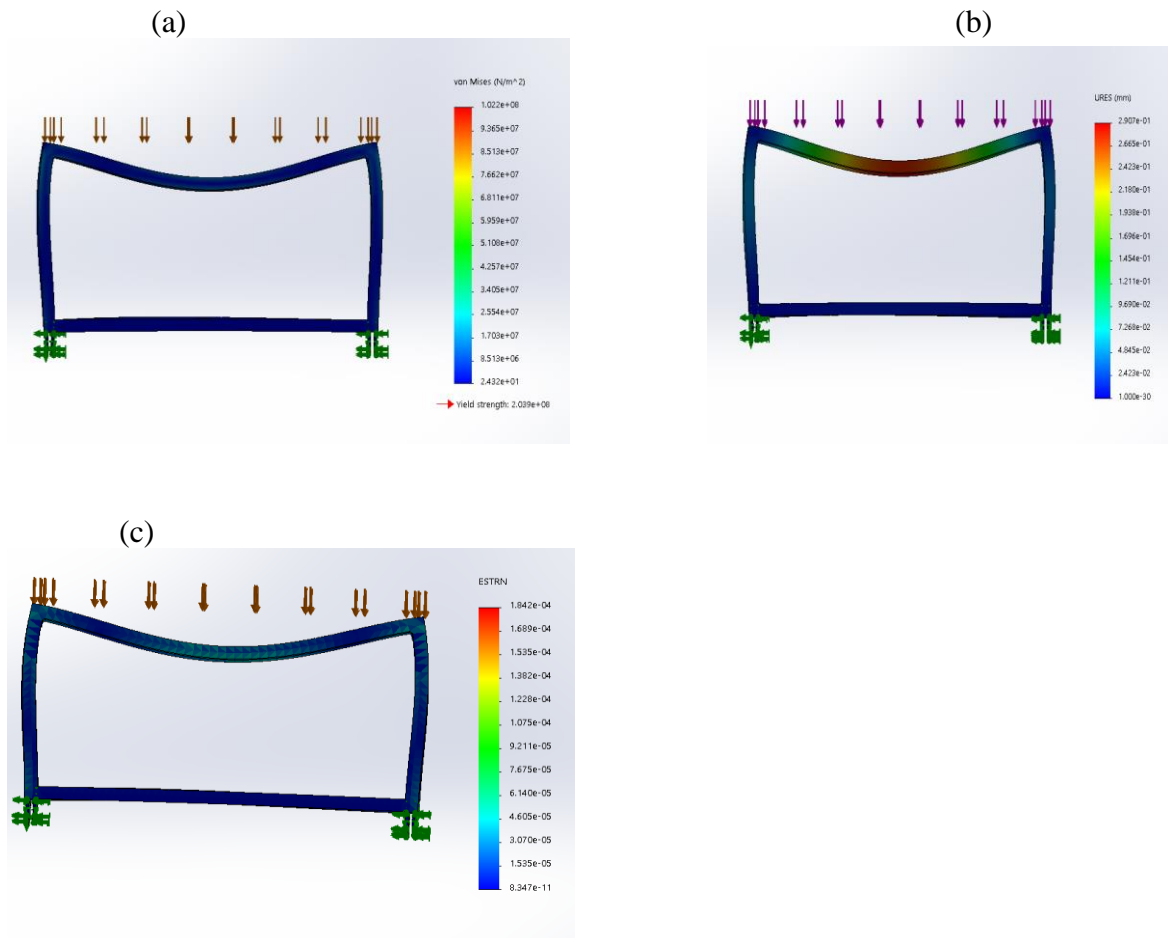 (a)
von Mises (N/m^2)
1.022e+08
9.365e+07
8.513e+07
7.662e+07
6.811e+07
5.959e+07
5.108e+07
4.257e+07
3.405e+07
2.554e+07
1.703e+07
8.513e+06
2.432e+01
Yield strength: 2.039e+08
(b)
URES (mm)
2.907e-01
2.665e-01
2.423e-01
2.180e-01
1.938e-01
1.696e-01
1.454e-01
1.211e-01
9.690e-02
7.268e-02
4.845e-02
2.423e-02
1.000e-30
(c)
ESTRN
1.842e-04
1.689e-04
1.535e-04
1.382e-04
1.228e-04
1.075e-04
9.211e-05
7.675e-05
6.140e-05
4.605e-05
3.070e-05
1.535e-05
8.347e-11